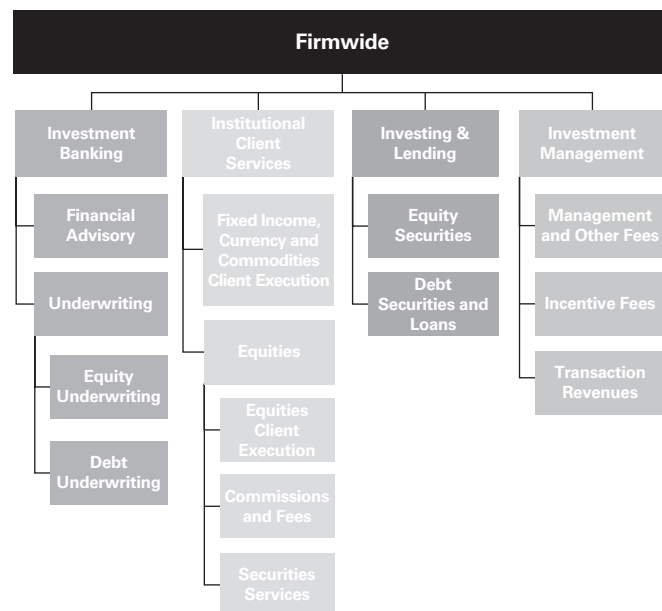 Firmwide
Investment
Banking
Financial
Advisory
Underwriting
Equity
Underwriting
Debt
Underwriting
Institutional
Client
Services
Fixed Income,
Currency and
Commodities
Client Execution
Equities
Equities
Client
Execution
Commissions
and Fees
Securities
Services
Investing &
Lending
Equity
Securities
Debt
Securities and
Loans
Investment
Management
Management
and Other Fees
Incentive Fees
Transaction
Revenues